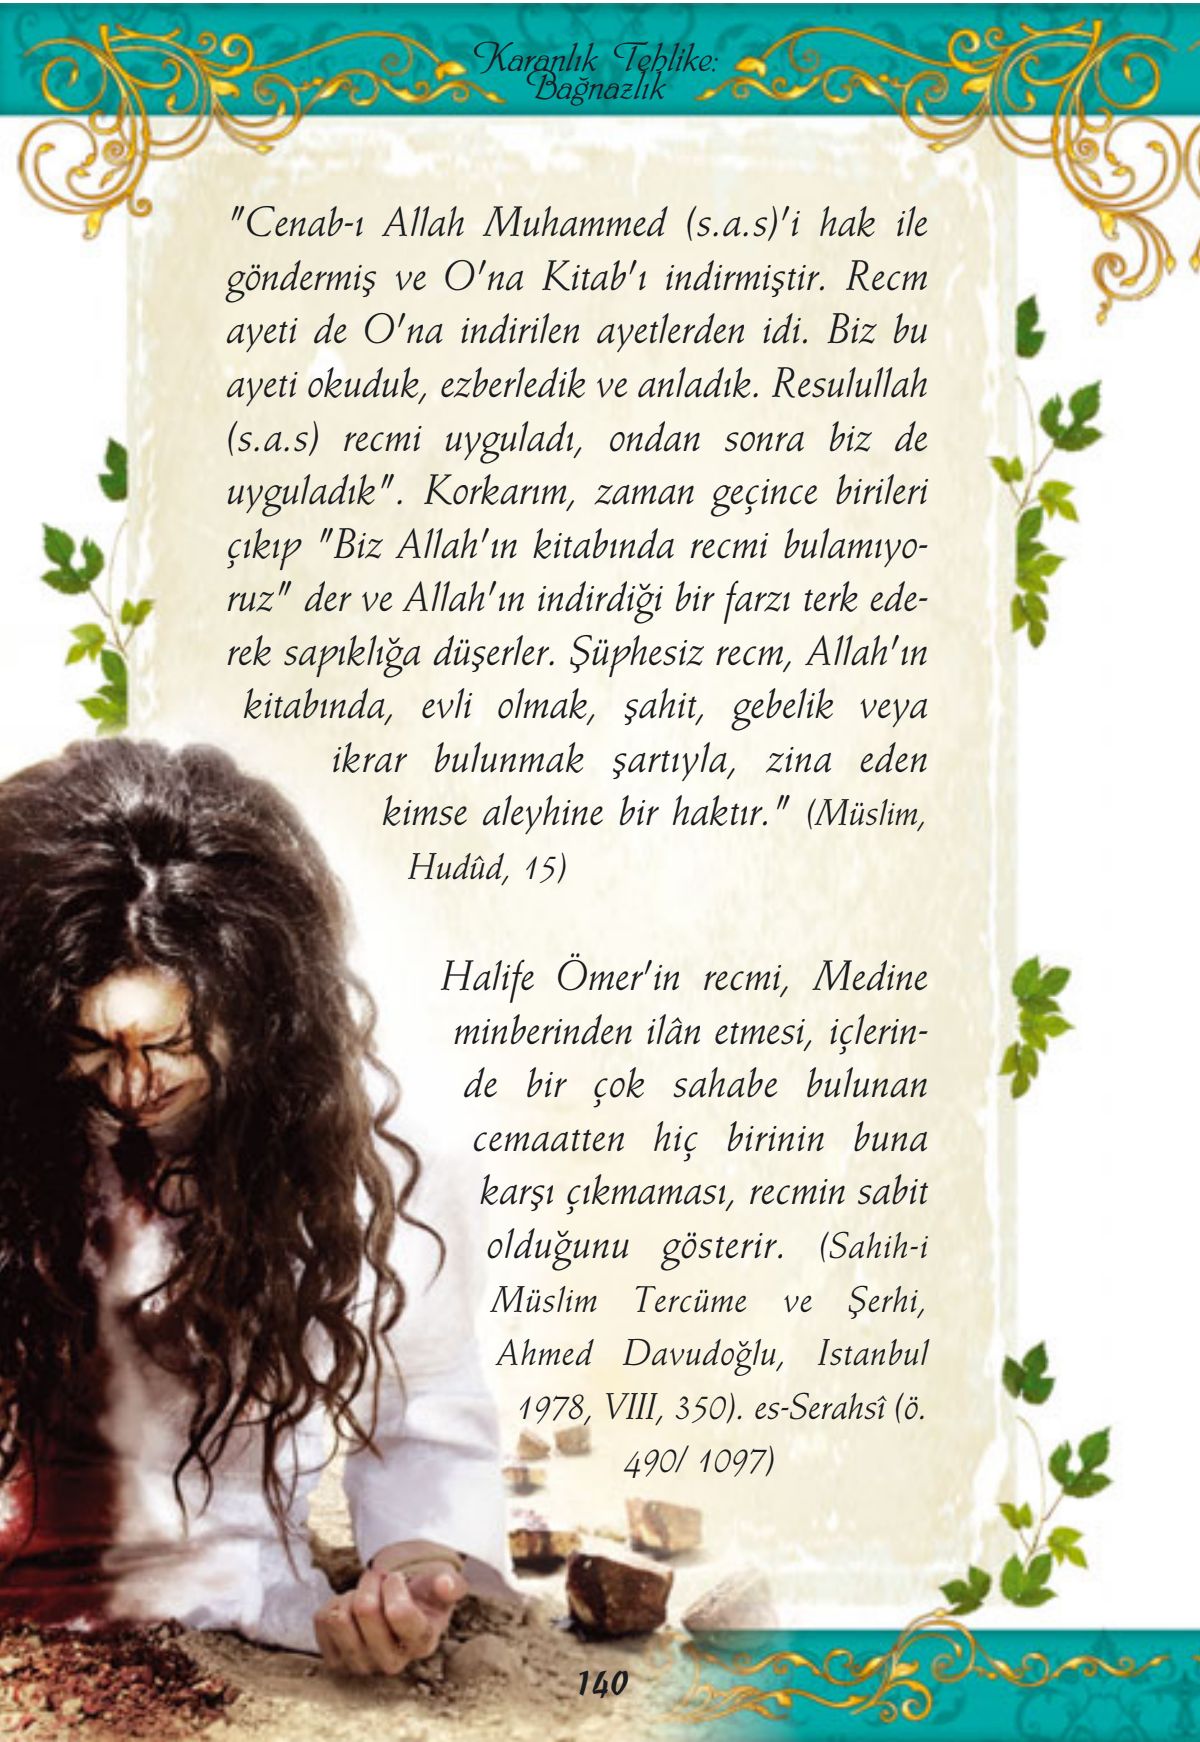 Karanlık Tehlike:
Bağnazlık
"Cenab-ı Allah Muhammed (s.a.s)'i hak ile
göndermiş ve O'na Kitab'ı indirmiştir. Recm
ayeti de O'na indirilen ayetlerden idi. Biz bu
ayeti okuduk, ezberledik ve anladık. Resulullah
(s.a.s) recmi uyguladı, ondan sonra biz de
uyguladık". Korkarım, zaman geçince birileri
çıkıp "Biz Allah'ın kitabında recmi bulamıyo-
ruz" der ve Allah'ın indirdiği bir farzı terk ede-
rek sapıklığa düşerler. Şüphesiz recm, Allah'ın
kitabında, evli olmak, şahit, gebelik veya
ikrar bulunmak şartıyla, zina eden
kimse aleyhine bir haktır." (Müslim,
Hudûd, 15)
Halife Ömer'in recmi, Medine
minberinden ilân etmesi, içlerin-
de bir çok sahabe bulunan
cemaatten hiç birinin buna
karşı çıkmaması, recmin sabit
olduğunu gösterir. (Sahih-i
Müslim Tercüme ve Şerhi,
Ahmed Davudoğlu, Istanbul
1978, VIII, 350). es-Serahsî (ö.
490/ 1097)
140